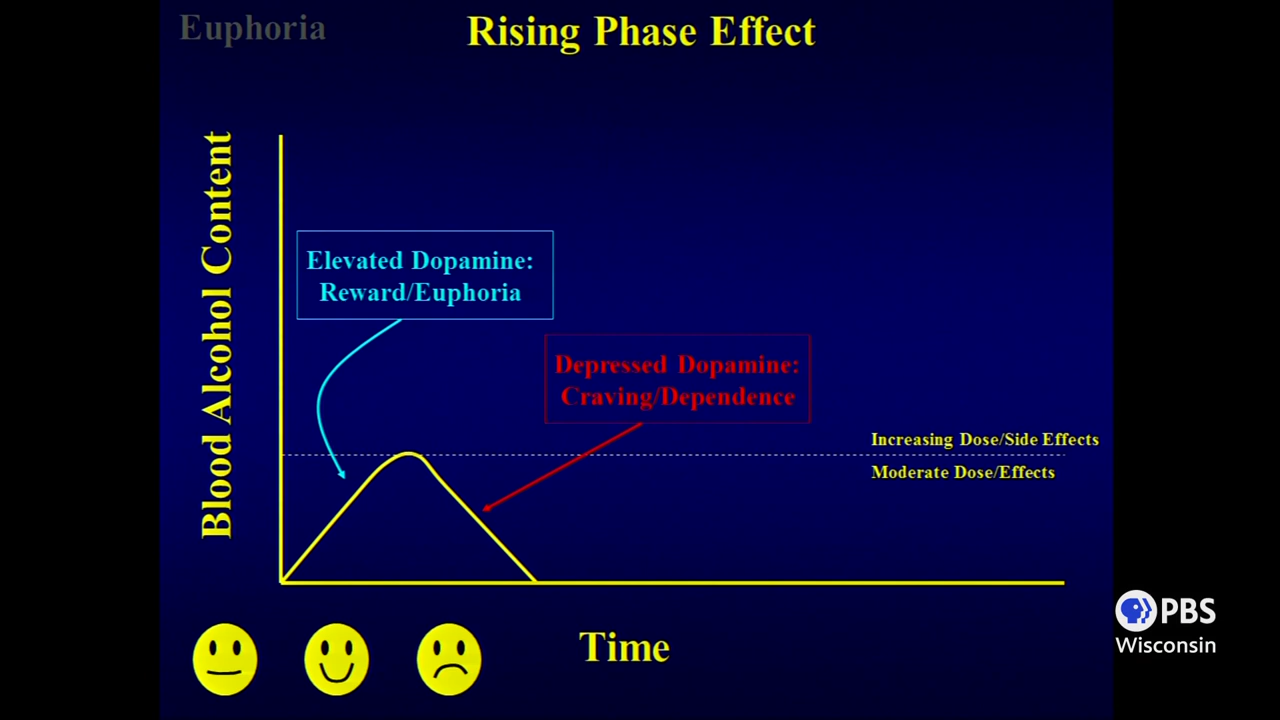 Euphoria
Rising Phase Effect
Blood Alcohol Content
Elevated Dopamine:
Reward/Euphoria
Depressed Dopamine:
Craving/Dependence
Increasing Dose/Side Effects
Moderate Dose/Effects
Time
PBS
Wisconsin